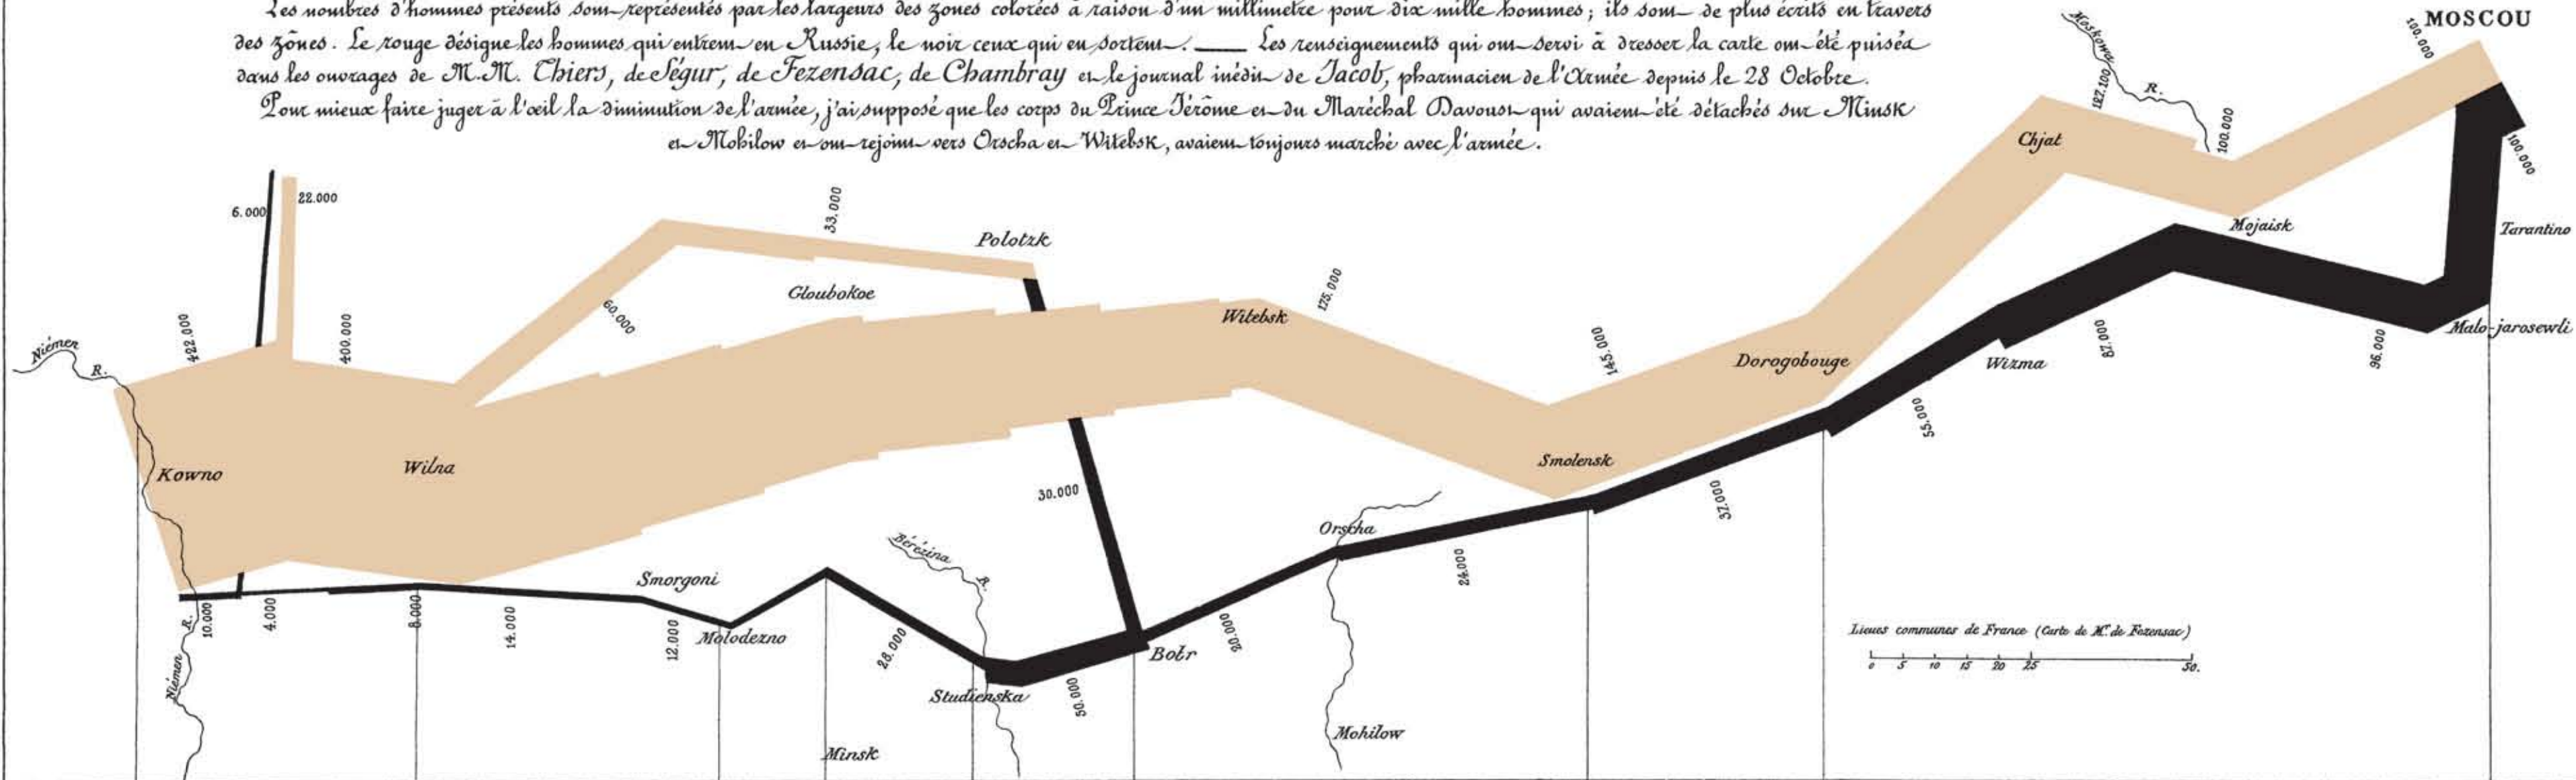 Les nombres d'hommes présents sont représentés par les largeurs des zones colorées à raison d'un millimètre pour dix mille hommes; ils sont de plus écrits en travers
des zônes. Le rouge désigne les hommes qui entrent en Russie, le noir ceux qui en sortent. — Les renseignements qui ont servi à dresser la carte ont été puisés
dans les ouvrages de M.M. Thiers, de Ségur, de Fezensac, de Chambray et le journal inédit de Jacob, pharmacien de l'Armée depuis le 28 Octobre.
Pour mieux faire juger à l'œil la diminution de l'armée, j'ai supposé que les corps du Prince Jérôme et du Maréchal Davoust qui avaient été détachés sur Minsk
et Mohilow et ont rejoint vers Orscha et Witebsk, avaient toujours marché avec l'armée.
MOSCOU
100.000
Moskowa
R.
127.100
100.000
Chjat
100.000
Mojaisk
Tarantino
6.000
22.000
33.000
Polotzk
Gloubokoe
60.000
175.000
Witebsk
422.000
400.000
Niémen
R.
145.000
Dorogobouge
Wizma
87.000
96.000
Malo-jarosewli
55.000
Kowno
Wilna
Smolensk
37.000
30.000
Orscha
24.000
Bérézina
R.
Smorgoni
10.000
4.000
8.000
14.000
12.000
Molodezno
28.000
Studienska
50.000
Botr
20.000
R.
Niémen
Minsk
Mohilow
Lieues communes de France (Carte de M. de Fezensac)
0 5 10 15 20 25 50.